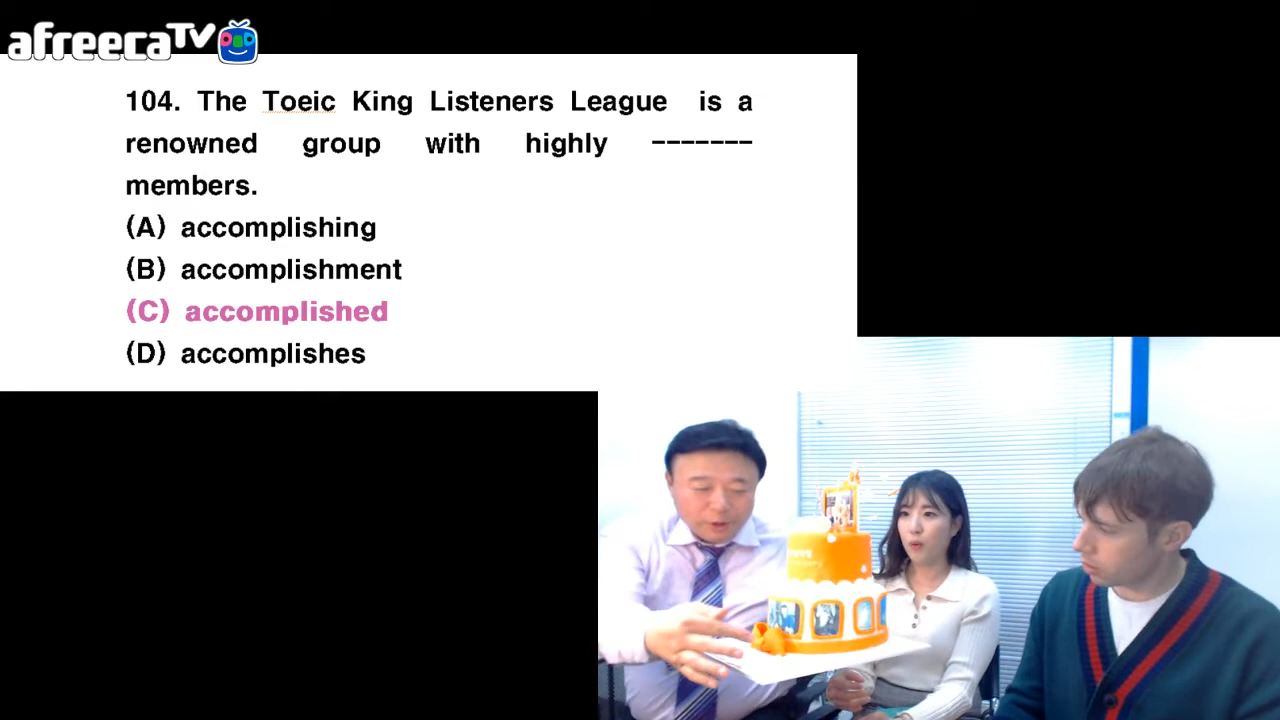 afreecaTV
104. The Toeic King Listeners League is a
renowned group with highly -------
members.
(A) accomplishing
(B) accomplishment
(C) accomplished
(D) accomplishes